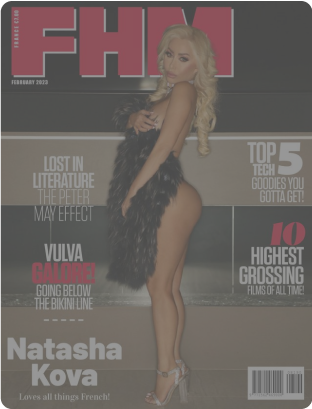 FHM
FEBRUARY 2023
LOST IN
LITERATURE
THE PETER
MAY EFFECT
TOP 5
TECH
GOODIES YOU
GOTTA GET!
VULVA
GALORE!
GOING BELOW
THE BIKINI LINE
10
HIGHEST
GROSSING
FILMS OF ALL TIME!
Natasha
Kova
Loves all things French!